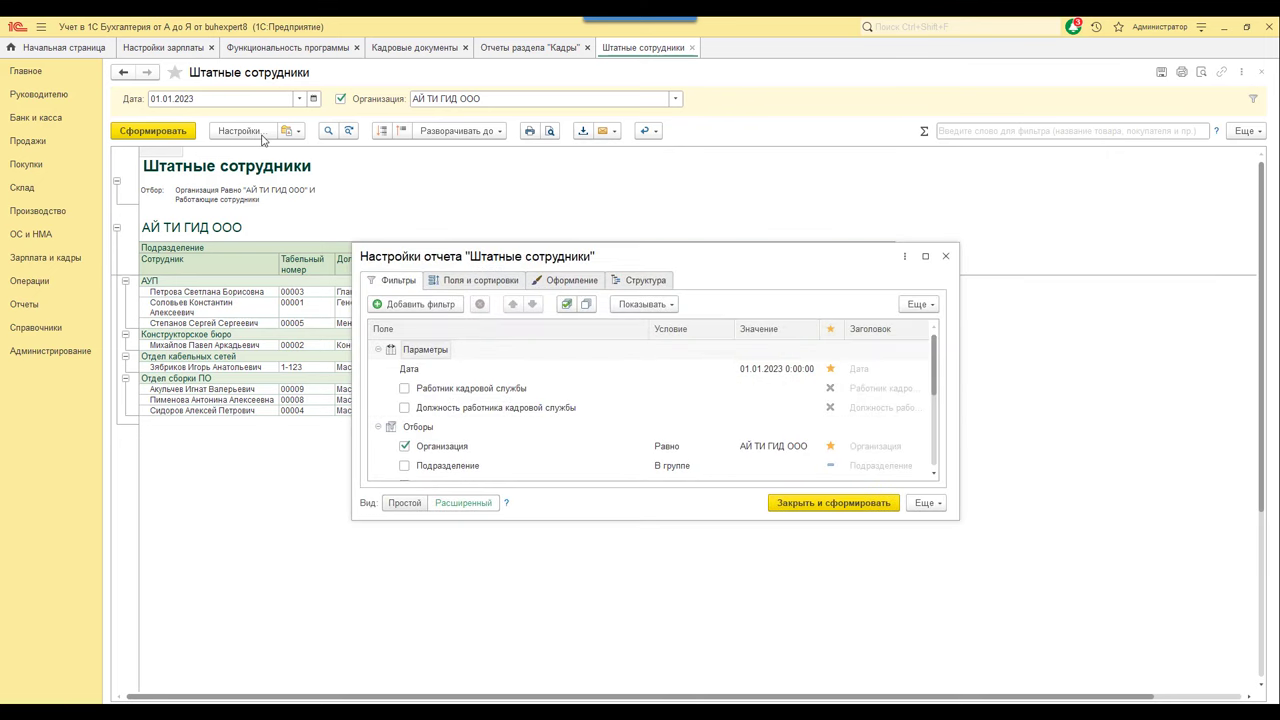 Учет в 1С Бухгалтерия от А до Я от buhexpert8 (1С:Предприятие)
Поиск Ctrl+Shift+F
3
Администратор
Начальная страница
Настройки зарплаты ×
Функциональность программы ×
Кадровые документы ×
Отчеты раздела "Кадры" ×
Штатные сотрудники ×
Главное
Руководителю
Банк и касса
Продажи
Покупки
Склад
Производство
ОС и НМА
Зарплата и кадры
Операции
Отчеты
Справочники
Администрирование
Штатные сотрудники
Дата: 01.01.2023
Организация: АЙ ТИ ГИД ООО
Сформировать
Настройки...
Разворачивать до
Σ
Введите слово для фильтра (название товара, покупателя и пр.)
?
Еще
Штатные сотрудники
Отбор: Организация Равно "АЙ ТИ ГИД ООО" И
Работающие сотрудники
АЙ ТИ ГИД ООО
Подразделение
Сотрудник Табельный номер
АУП
Петрова Светлана Борисовна 00003 Гла
Соловьев Константин Алексеевич 00001 Ген
Степанов Сергей Сергеевич 00005 Мен
Конструкторское бюро
Михайлов Павел Аркадьевич 00002 Кон
Отдел кабельных сетей
Зябриков Игорь Анатольевич 1-123 Мас
Отдел сборки ПО
Акульчев Игнат Валерьевич 00009 Мас
Пименова Антонина Алексеевна 00008 Мас
Сидоров Алексей Петрович 00004 Мас
Настройки отчета "Штатные сотрудники"
Фильтры
Поля и сортировки
Оформление
Структура
Добавить фильтр
Показывать
Еще
Поле Условие Значение Заголовок
Параметры
Дата 01.01.2023 0:00:00 Дата
Работник кадровой службы Работник кадро...
Должность работника кадровой службы Должность рабо...
Отборы
Организация Равно АЙ ТИ ГИД ООО Организация
Подразделение В группе Подразделение
Вид: Простой Расширенный ?
Закрыть и сформировать
Еще